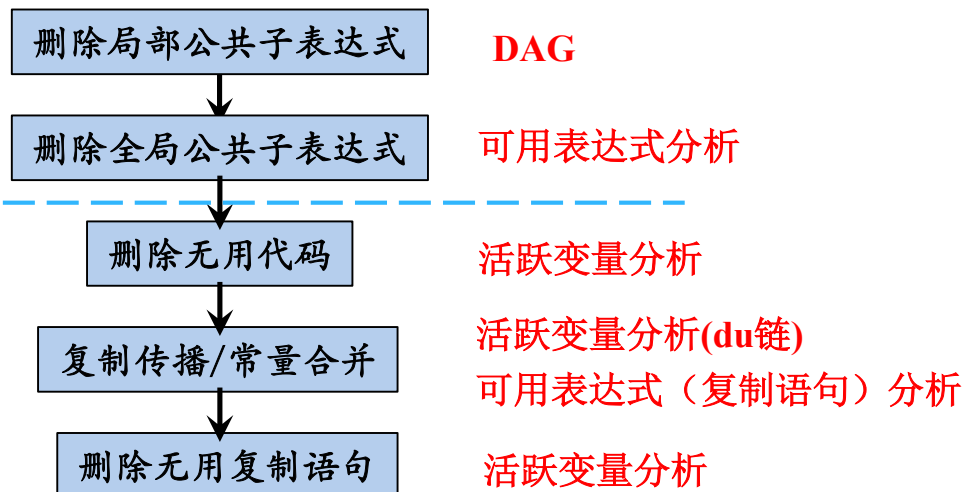 删除局部公共子表达式
DAG
删除全局公共子表达式
可用表达式分析
删除无用代码
活跃变量分析
复制传播/常量合并
活跃变量分析(du链)
可用表达式（复制语句）分析
删除无用复制语句
活跃变量分析